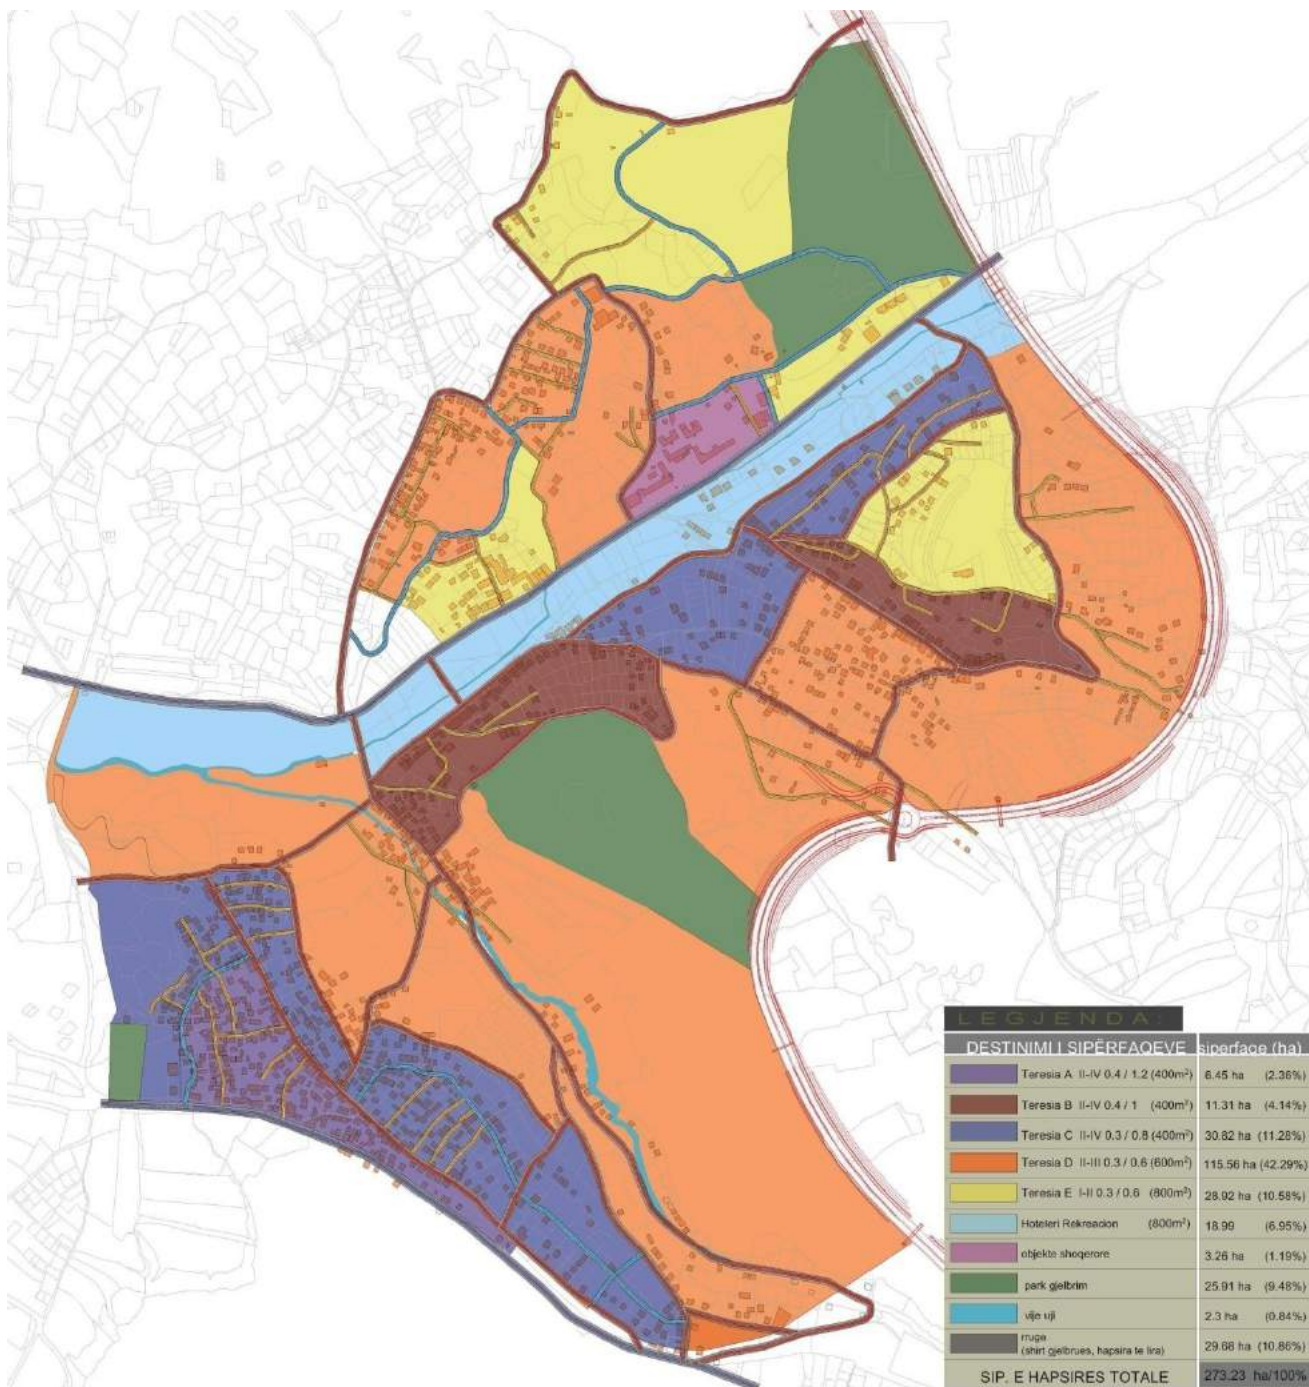 LEGJENDA:
DESTINIMI I SIPËRFAQEVE siperfaqe (ha)
Teresia A II-IV 0.4 / 1.2 (400m²) 6.45 ha (2.36%)
Teresia B II-IV 0.4 / 1 (400m²) 11.31 ha (4.14%)
Teresia C II-IV 0.3 / 0.8 (400m²) 30.82 ha (11.28%)
Teresia D II-III 0.3 / 0.6 (600m²) 115.56 ha (42.29%)
Teresia E I-II 0.3 / 0.6 (800m²) 28.92 ha (10.58%)
Hoteleri Rekreacion (800m²) 18.99 (6.95%)
objekte shoqerore 3.26 ha (1.19%)
park gjelbrim 25.91 ha (9.48%)
vije uji 2.3 ha (0.84%)
rruge
(shirit gjelbrues, hapsira te lira) 29.68 ha (10.86%)
SIP. E HAPSIRES TOTALE 273.23 ha/100%